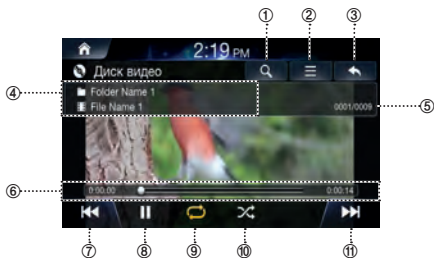 ① ② ③
2:19 PM
Диск видео
④ Folder Name 1
File Name 1 0001/0009 ⑤
⑥ 0:00:00 0:00:14
⑦ ⑧ ⑨ ⑩ ⑪